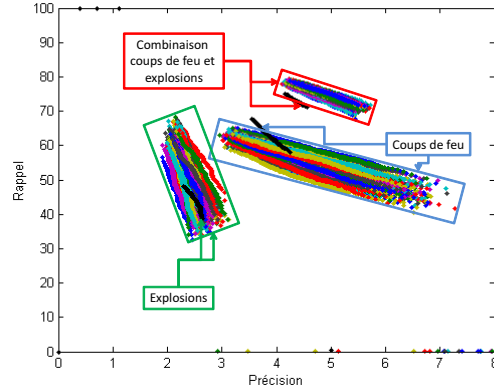 100
90
80
70
60
50
40
30
20
10
0
Rappel
Combinaison
coups de feu et
explosions
Coups de feu
Explosions
0 1 2 3 4 5 6 7 8
Précision